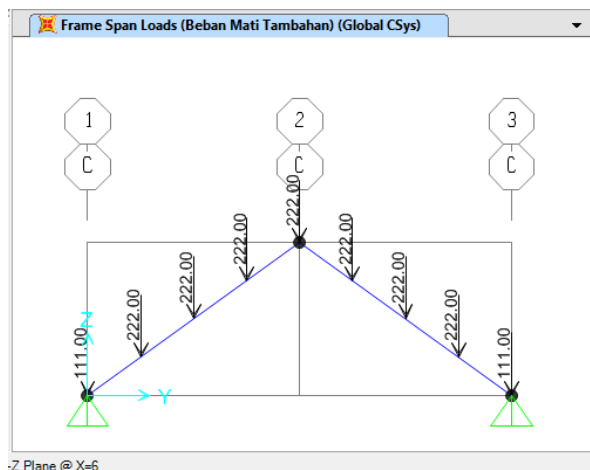 Frame Span Loads (Beban Mati Tambahan) (Global CSys)
1 2 3
C C C
222.00
222.00 222.00
222.00 222.00
222.00 222.00
111.00 111.00
Z
Y
-Z Plane @ X=6